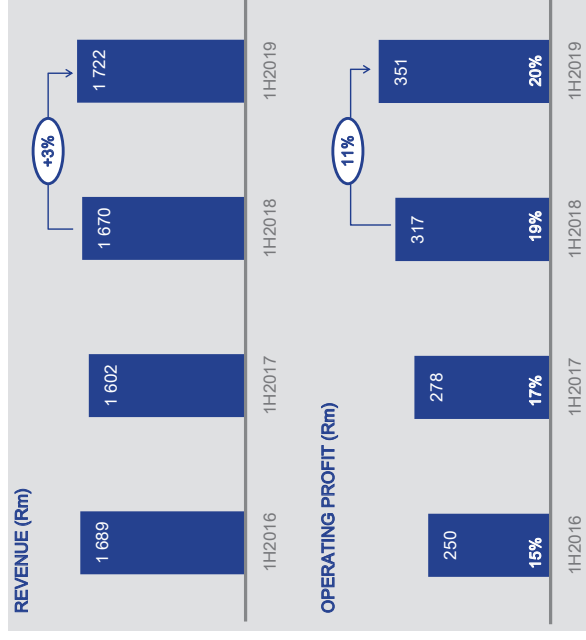 REVENUE (Rm)
+3%
1 689
1 602
1 670
1 722
1H2016
1H2017
1H2018
1H2019
OPERATING PROFIT (Rm)
11%
250
278
317
351
15%
17%
19%
20%
1H2016
1H2017
1H2018
1H2019